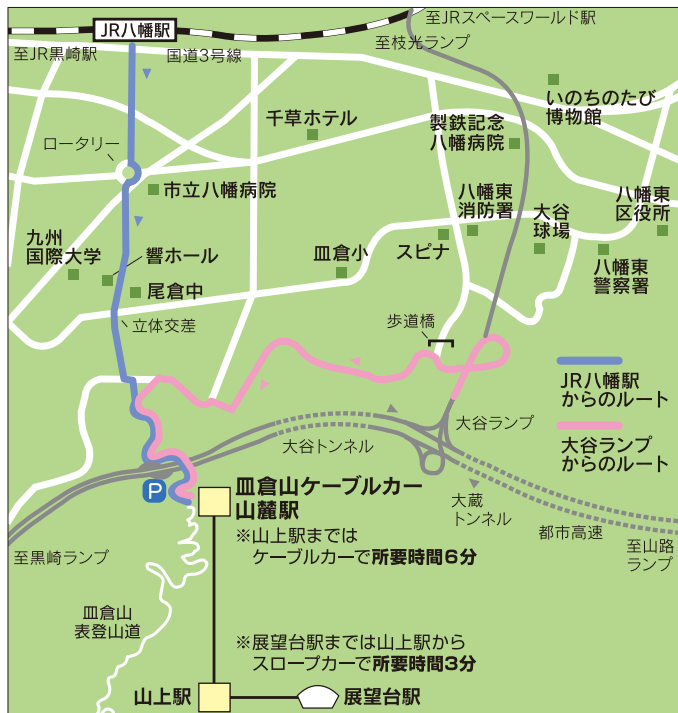 JR八幡駅
至JRスペースワールド駅
至JR黒崎駅
国道3号線
至枝光ランプ
いのちのたび
博物館
千草ホテル
製鉄記念
八幡病院
ロータリー
市立八幡病院
八幡東
消防署
大谷
球場
八幡東
区役所
九州
国際大学
響ホール
皿倉小
スピナ
八幡東
警察署
尾倉中
立体交差
歩道橋
JR八幡駅
からのルート
大谷ランプ
からのルート
大谷ランプ
大谷トンネル
P
皿倉山ケーブルカー
山麓駅
大蔵
トンネル
都市高速
至山路
ランプ
※山上駅までは
ケーブルカーで所要時間6分
至黒崎ランプ
皿倉山
表登山道
※展望台駅までは山上駅から
スロープカーで所要時間3分
山上駅
展望台駅